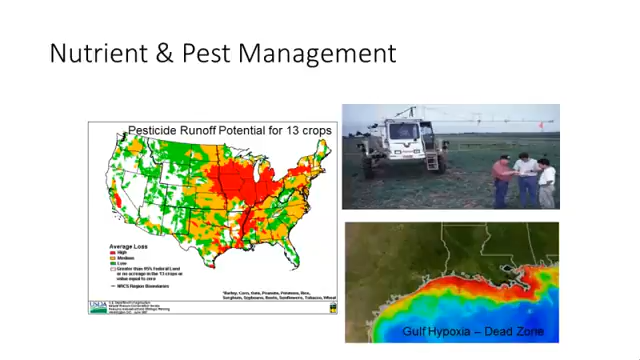 Nutrient & Pest Management
Pesticide Runoff Potential for 13 crops
Average Loss
High
Medium
Low
Greater than 95% Federal Land
or no acreage in the 13 crops or
value equal to zero
NRCS Region Boundaries
*Barley, Corn, Cotton, Peanuts, Potatoes, Rice,
Sorghum, Soybeans, Beets, Sunflowers, Tobacco, Wheat
USDA
Gulf Hypoxia – Dead Zone